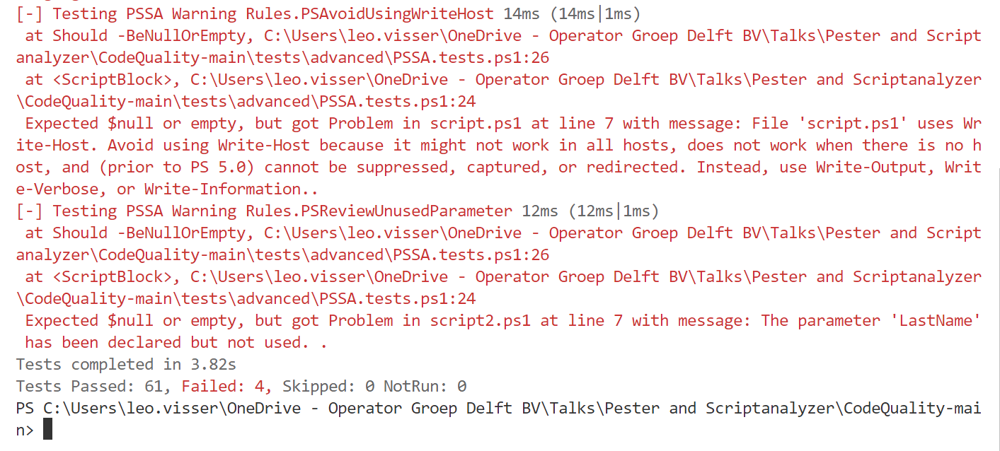 [-] Testing PSSA Warning Rules.PSAvoidUsingWriteHost 14ms (14ms|1ms)
 at Should -BeNullOrEmpty, C:\Users\leo.visser\OneDrive - Operator Groep Delft BV\Talks\Pester and Script
analyzer\CodeQuality-main\tests\advanced\PSSA.tests.ps1:26
 at <ScriptBlock>, C:\Users\leo.visser\OneDrive - Operator Groep Delft BV\Talks\Pester and Scriptanalyzer
\CodeQuality-main\tests\advanced\PSSA.tests.ps1:24
 Expected $null or empty, but got Problem in script.ps1 at line 7 with message: File 'script.ps1' uses Wr
ite-Host. Avoid using Write-Host because it might not work in all hosts, does not work when there is no h
ost, and (prior to PS 5.0) cannot be suppressed, captured, or redirected. Instead, use Write-Output, Writ
e-Verbose, or Write-Information..
[-] Testing PSSA Warning Rules.PSReviewUnusedParameter 12ms (12ms|1ms)
 at Should -BeNullOrEmpty, C:\Users\leo.visser\OneDrive - Operator Groep Delft BV\Talks\Pester and Script
analyzer\CodeQuality-main\tests\advanced\PSSA.tests.ps1:26
 at <ScriptBlock>, C:\Users\leo.visser\OneDrive - Operator Groep Delft BV\Talks\Pester and Scriptanalyzer
\CodeQuality-main\tests\advanced\PSSA.tests.ps1:24
 Expected $null or empty, but got Problem in script2.ps1 at line 7 with message: The parameter 'LastName'
 has been declared but not used. .
Tests completed in 3.82s
Tests Passed: 61, Failed: 4, Skipped: 0 NotRun: 0
PS C:\Users\leo.visser\OneDrive - Operator Groep Delft BV\Talks\Pester and Scriptanalyzer\CodeQuality-mai
n>